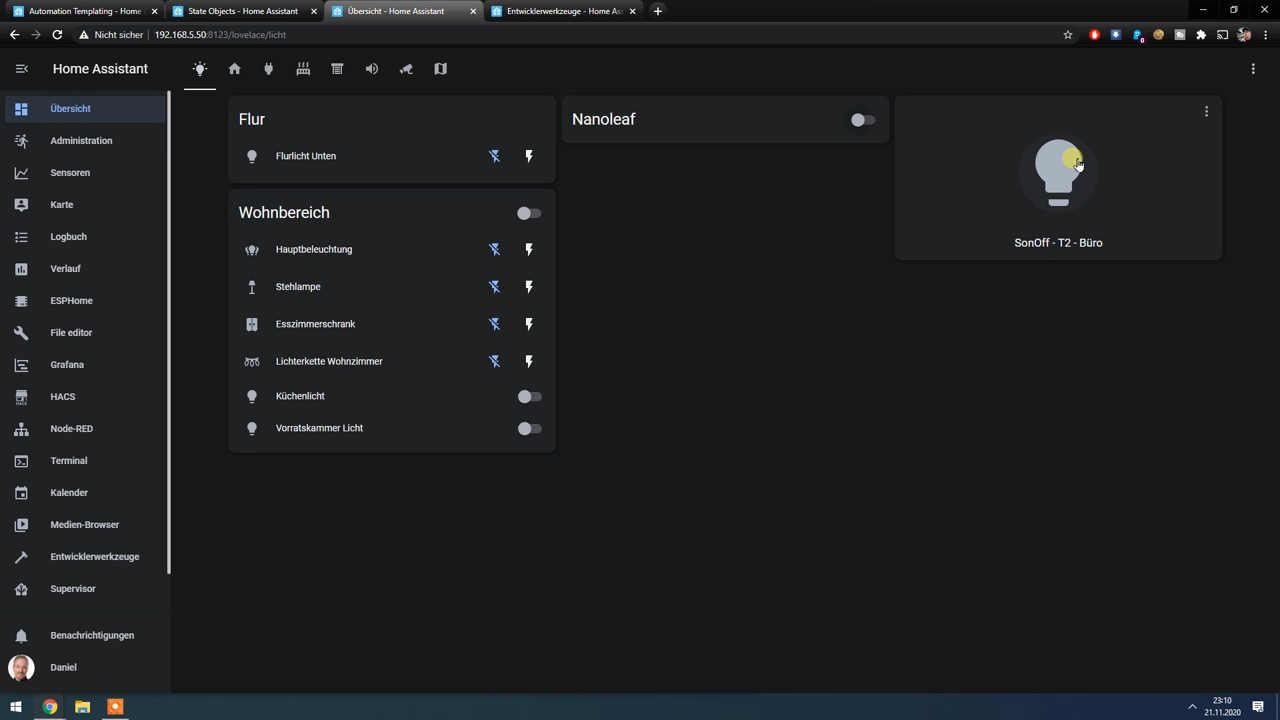 Automation Templating - Home A
State Objects - Home Assistant
Übersicht - Home Assistant
Entwicklerwerkzeuge - Home Ass
Nicht sicher
192.168.5.50:8123/lovelace/licht
0
Home Assistant
Übersicht
Administration
Sensoren
Karte
Logbuch
Verlauf
ESPHome
File editor
Grafana
HACS
HACS
Node-RED
Terminal
Kalender
Medien-Browser
Entwicklerwerkzeuge
Supervisor
Benachrichtigungen
Daniel
Flur
Flurlicht Unten
Wohnbereich
Hauptbeleuchtung
Stehlampe
Esszimmerschrank
Lichterkette Wohnzimmer
Küchenlicht
Vorratskammer Licht
Nanoleaf
SonOff - T2 - Büro
23:10
21.11.2020